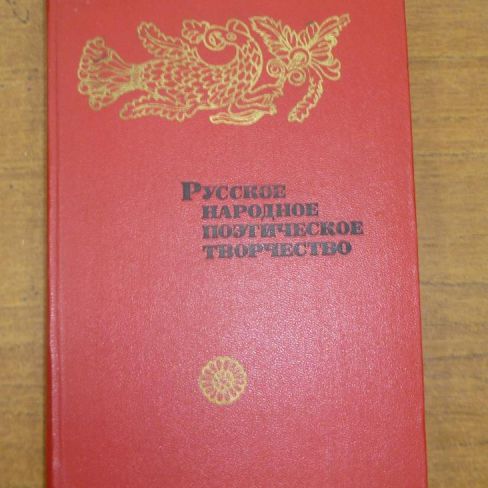 Русское
народное
поэтическое
творчество